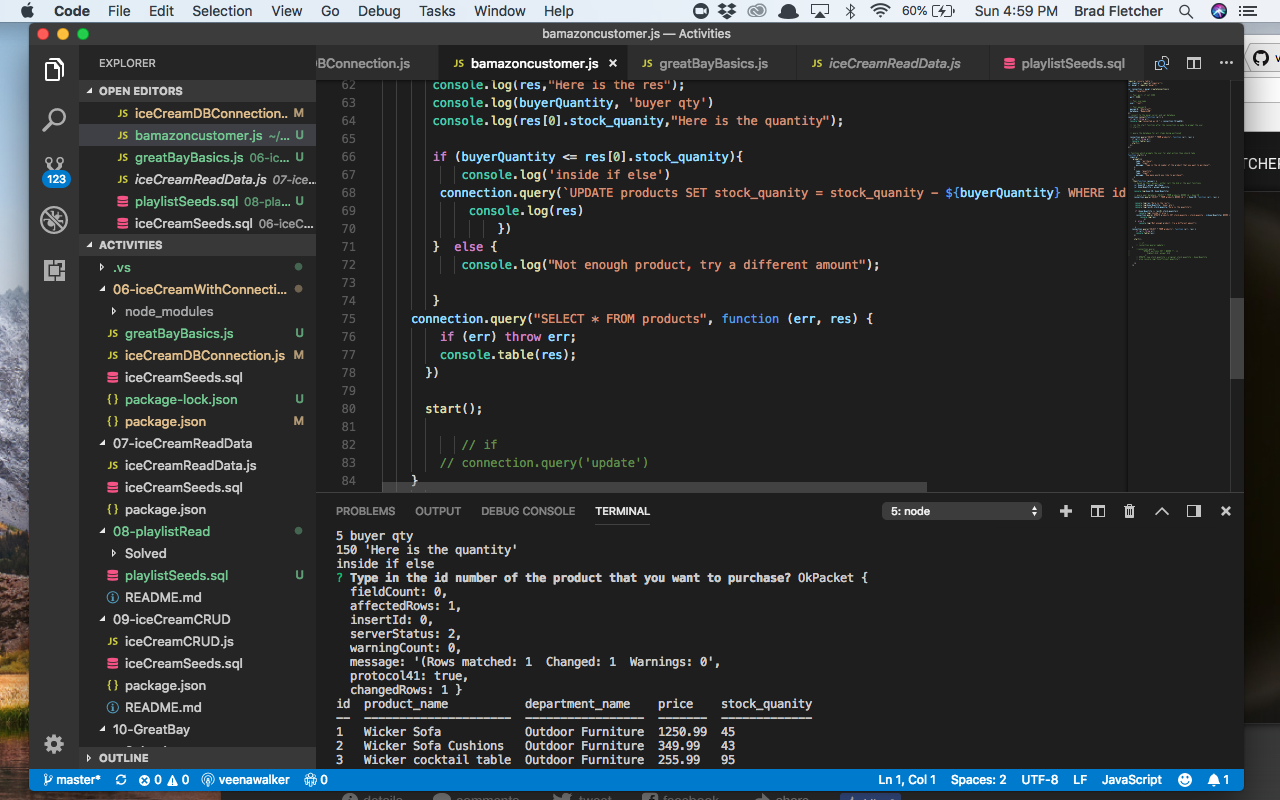 Code File Edit Selection View Go Debug Tasks Window Help 60% Sun 4:59 PM Brad Fletcher
bamazoncustomer.js — Activities
EXPLORER
DBConnection.js bamazoncustomer.js greatBayBasics.js iceCreamReadData.js playlistSeeds.sql
OPEN EDITORS
JS iceCreamDBConnection.. M
JS bamazoncustomer.js ~/... U
JS greatBayBasics.js 06-ic... U
JS iceCreamReadData.js 07-ice...
playlistSeeds.sql 08-pla... U
iceCreamSeeds.sql 06-iceC...
123
ACTIVITIES
.vs
06-iceCreamWithConnecti...
node_modules
JS greatBayBasics.js U
JS iceCreamDBConnection.js M
iceCreamSeeds.sql
{} package-lock.json U
{} package.json M
07-iceCreamReadData
JS iceCreamReadData.js
iceCreamSeeds.sql
{} package.json
08-playlistRead
Solved
playlistSeeds.sql U
README.md
09-iceCreamCRUD
JS iceCreamCRUD.js
iceCreamSeeds.sql
{} package.json
README.md
10-GreatBay
OUTLINE
62 console.log(res,"Here is the res");
63 console.log(buyerQuantity, 'buyer qty')
64 console.log(res[0].stock_quanity,"Here is the quantity");
65
66 if (buyerQuantity <= res[0].stock_quanity){
67 console.log('inside if else')
68 connection.query(`UPDATE products SET stock_quanity = stock_quanity - ${buyerQuantity} WHERE id
69 console.log(res)
70 })
71 } else {
72 console.log("Not enough product, try a different amount");
73
74 }
75 connection.query("SELECT * FROM products", function (err, res) {
76 if (err) throw err;
77 console.table(res);
78 })
79
80 start();
81
82 // if
83 // connection.query('update')
84 }
PROBLEMS OUTPUT DEBUG CONSOLE TERMINAL 5: node
5 buyer qty
150 'Here is the quantity'
inside if else
? Type in the id number of the product that you want to purchase? OkPacket {
fieldCount: 0,
affectedRows: 1,
insertId: 0,
serverStatus: 2,
warningCount: 0,
message: '(Rows matched: 1  Changed: 1  Warnings: 0',
protocol41: true,
changedRows: 1 }
id product_name department_name price stock_quanity
-- --------------------- ----------------- ------- -------------
1 Wicker Sofa Outdoor Furniture 1250.99 45
2 Wicker Sofa Cushions Outdoor Furniture 349.99 43
3 Wicker cocktail table Outdoor Furniture 255.99 95
master* 0 0 veenawalker 0 Ln 1, Col 1 Spaces: 2 UTF-8 LF JavaScript 1
TCHER
details comments tweet facebook share